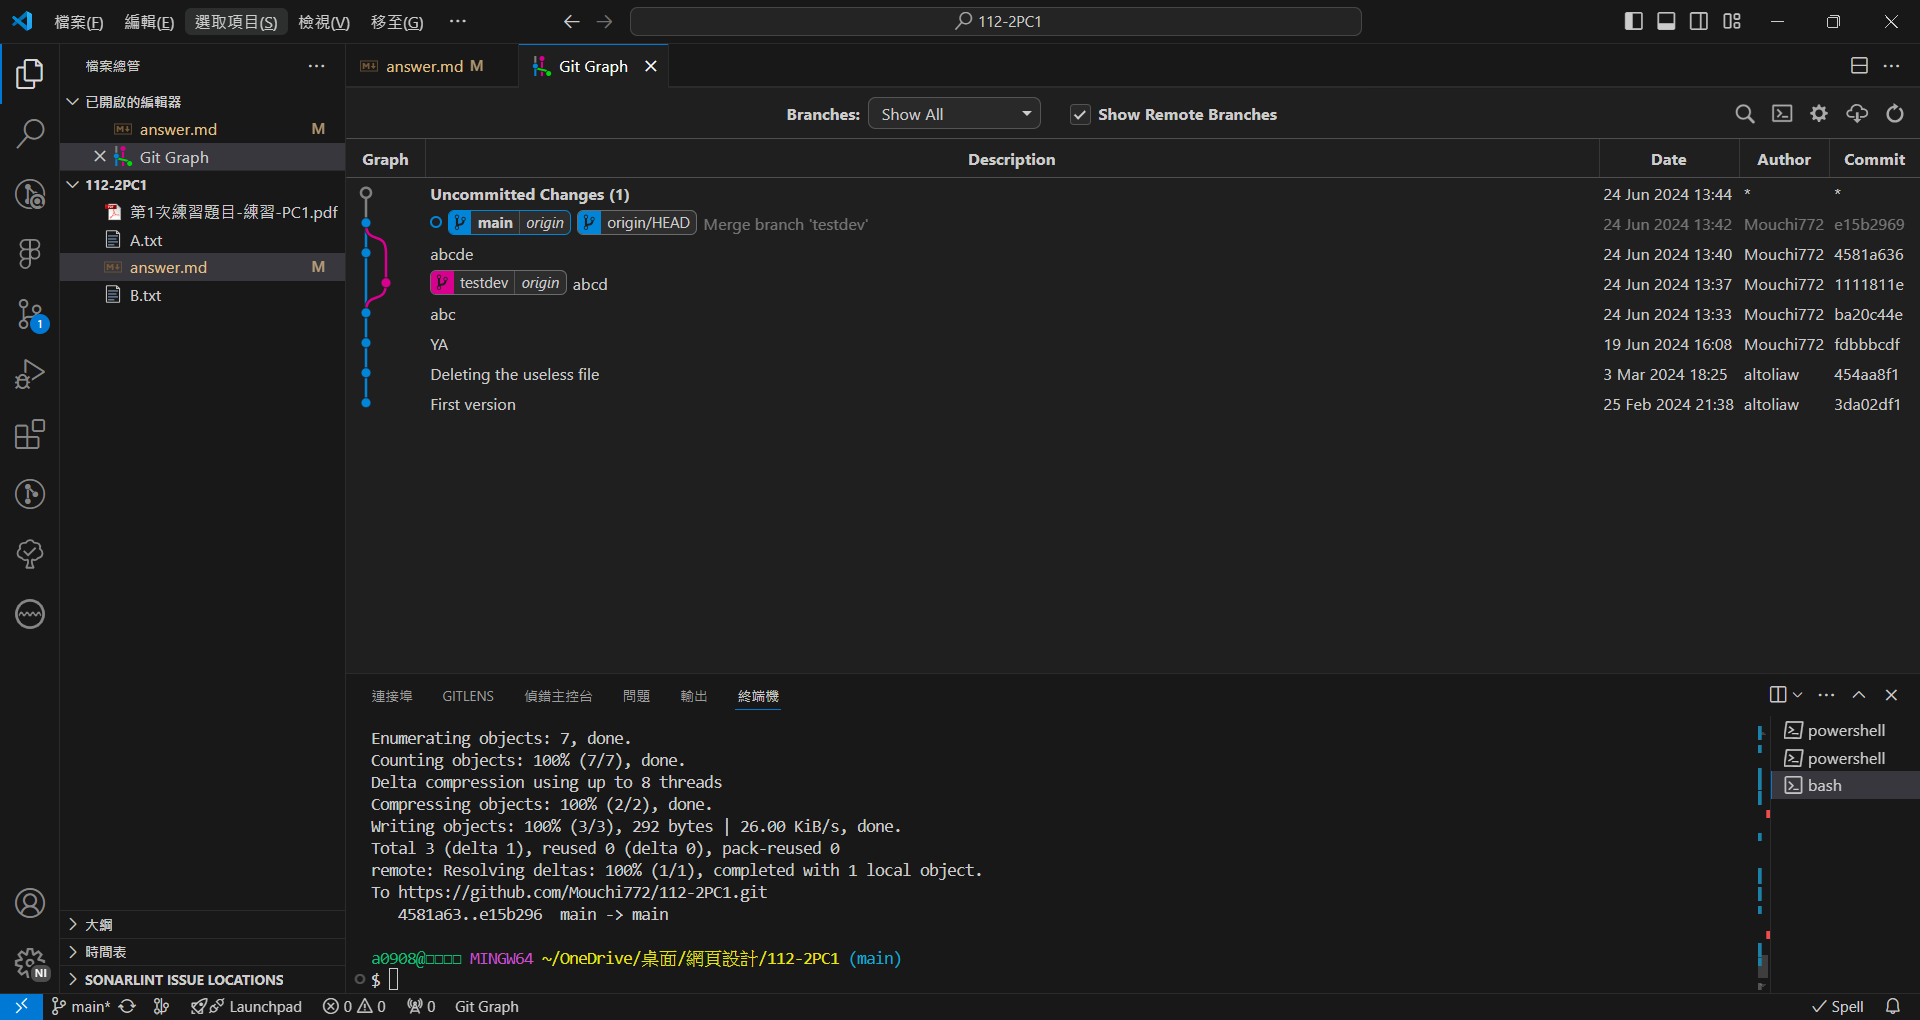 檔案(F) 編輯(E) 選取項目(S) 檢視(V) 移至(G) ··· 112-2PC1
檔案總管 ···
已開啟的編輯器
answer.md M
Git Graph
112-2PC1
第1次練習題目-練習-PC1.pdf
A.txt
answer.md M
B.txt
大綱
時間表
SONARLINT ISSUE LOCATIONS
1
NI
answer.md M Git Graph
Branches: Show All Show Remote Branches
Graph Description Date Author Commit
Uncommitted Changes (1) 24 Jun 2024 13:44 * *
main origin origin/HEAD Merge branch 'testdev' 24 Jun 2024 13:42 Mouchi772 e15b2969
abcde 24 Jun 2024 13:40 Mouchi772 4581a636
testdev origin abcd 24 Jun 2024 13:37 Mouchi772 1111811e
abc 24 Jun 2024 13:33 Mouchi772 ba20c44e
YA 19 Jun 2024 16:08 Mouchi772 fdbbbcdf
Deleting the useless file 3 Mar 2024 18:25 altoliaw 454aa8f1
First version 25 Feb 2024 21:38 altoliaw 3da02df1
連接埠 GITLENS 偵錯主控台 問題 輸出 終端機
Enumerating objects: 7, done.
Counting objects: 100% (7/7), done.
Delta compression using up to 8 threads
Compressing objects: 100% (2/2), done.
Writing objects: 100% (3/3), 292 bytes | 26.00 KiB/s, done.
Total 3 (delta 1), reused 0 (delta 0), pack-reused 0
remote: Resolving deltas: 100% (1/1), completed with 1 local object.
To https://github.com/Mouchi772/112-2PC1.git
4581a63..e15b296 main -> main
a0908@□□□□ MINGW64 ~/OneDrive/桌面/網頁設計/112-2PC1 (main)
$
powershell
powershell
bash
main* Launchpad 0 0 0 Git Graph Spell